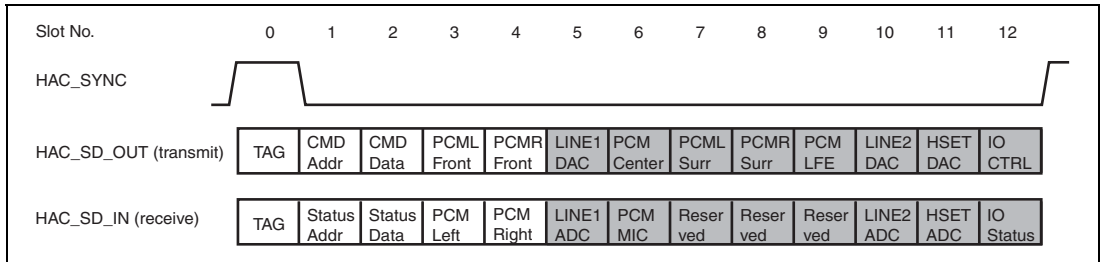 Slot No. 0 1 2 3 4 5 6 7 8 9 10 11 12
HAC_SYNC
HAC_SD_OUT (transmit) TAG CMD Addr CMD Data PCML Front PCMR Front LINE1 DAC PCM Center PCML Surr PCMR Surr PCM LFE LINE2 DAC HSET DAC IO CTRL
HAC_SD_IN (receive) TAG Status Addr Status Data PCM Left PCM Right LINE1 ADC PCM MIC Reser ved Reser ved Reser ved LINE2 ADC HSET ADC IO Status